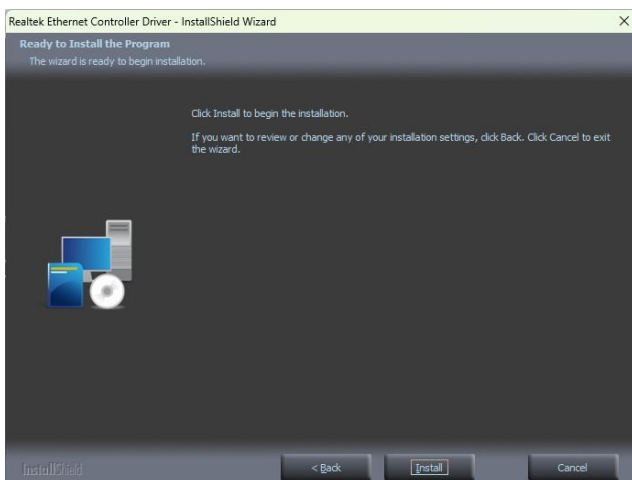 Realtek Ethernet Controller Driver - InstallShield Wizard
Ready to Install the Program
The wizard is ready to begin installation.
Click Install to begin the installation.
If you want to review or change any of your installation settings, click Back. Click Cancel to exit
the wizard.
InstallShield
< Back
Install
Cancel